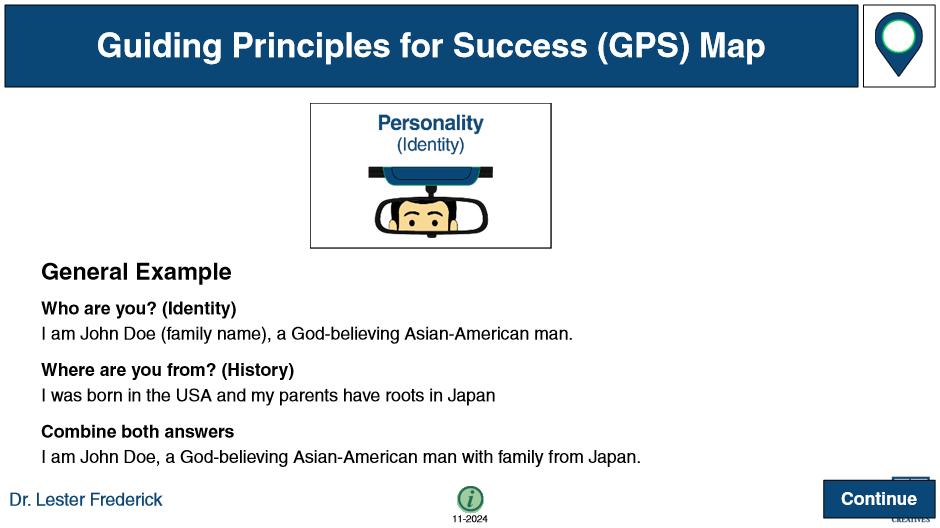 Guiding Principles for Success (GPS) Map
Personality
(Identity)
General Example
Who are you? (Identity)
I am John Doe (family name), a God-believing Asian-American man.
Where are you from? (History)
I was born in the USA and my parents have roots in Japan
Combine both answers
I am John Doe, a God-believing Asian-American man with family from Japan.
Dr. Lester Frederick
i
11-2024
Continue
CREATIVES